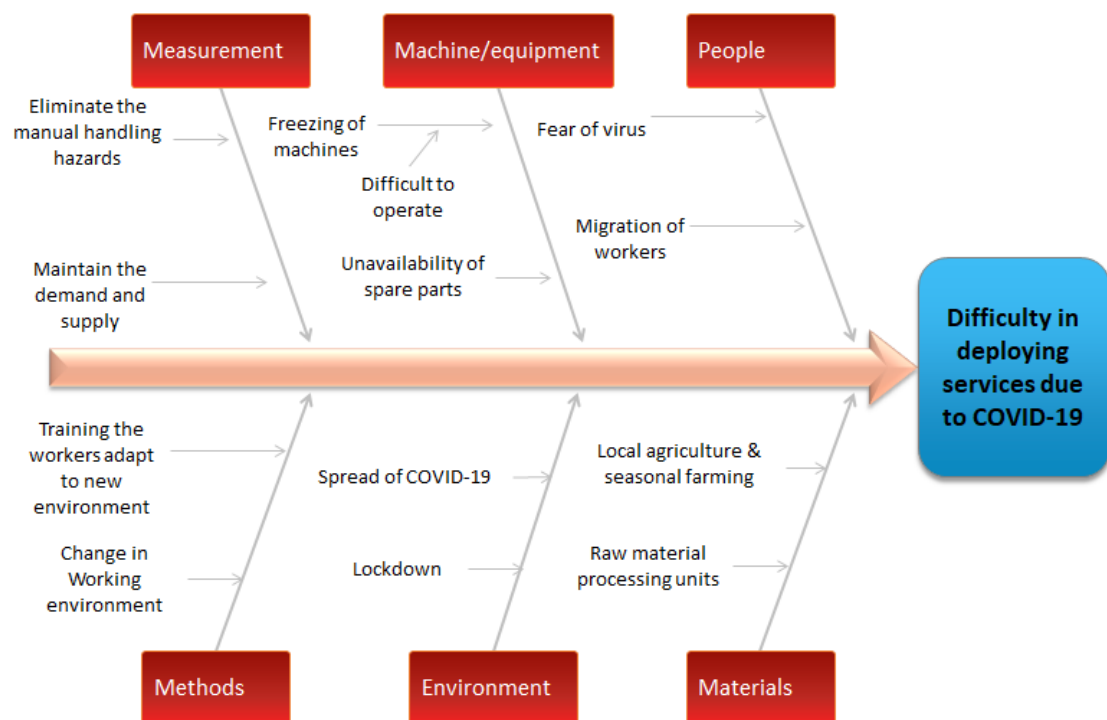 Measurement
Machine/equipment
People
Eliminate the
manual handling
hazards
Freezing of
machines
Fear of virus
Difficult to
operate
Migration of
workers
Maintain the
demand and
supply
Unavailability of
spare parts
Difficulty in
deploying
services due
to COVID-19
Training the
workers adapt
to new
environment
Spread of COVID-19
Local agriculture &
seasonal farming
Change in
Working
environment
Lockdown
Raw material
processing units
Methods
Environment
Materials